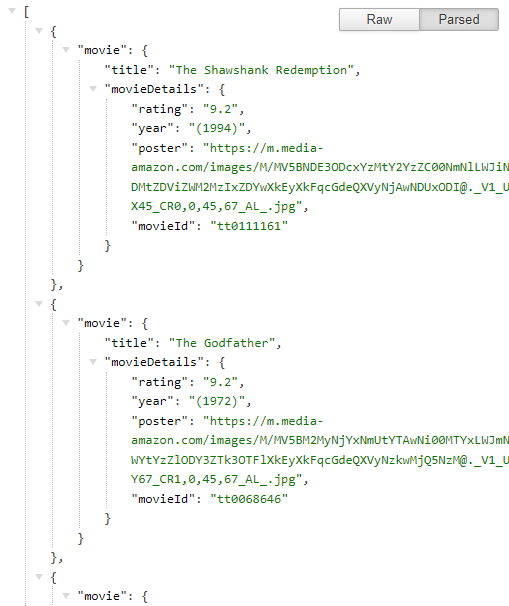 Raw Parsed
[
{
"movie": {
"title": "The Shawshank Redemption",
"movieDetails": {
"rating": "9.2",
"year": "(1994)",
"poster": "https://m.media-
amazon.com/images/M/MV5BNDE3ODcxYzMtY2YzZC00NmNlLWJiN
DMtZDViZWM2MzIxZDYwXkEyXkFqcGdeQXVyNjAwNDUxODI@._V1_U
X45_CR0,0,45,67_AL_.jpg",
"movieId": "tt0111161"
}
}
},
{
"movie": {
"title": "The Godfather",
"movieDetails": {
"rating": "9.2",
"year": "(1972)",
"poster": "https://m.media-
amazon.com/images/M/MV5BM2MyNjYxNmUtYTAwNi00MTYxLWJmN
WYtYzZlODY3ZTk3OTFlXkEyXkFqcGdeQXVyNzkwMjQ5NzM@._V1_U
Y67_CR1,0,45,67_AL_.jpg",
"movieId": "tt0068646"
}
}
},
{
"movie": {